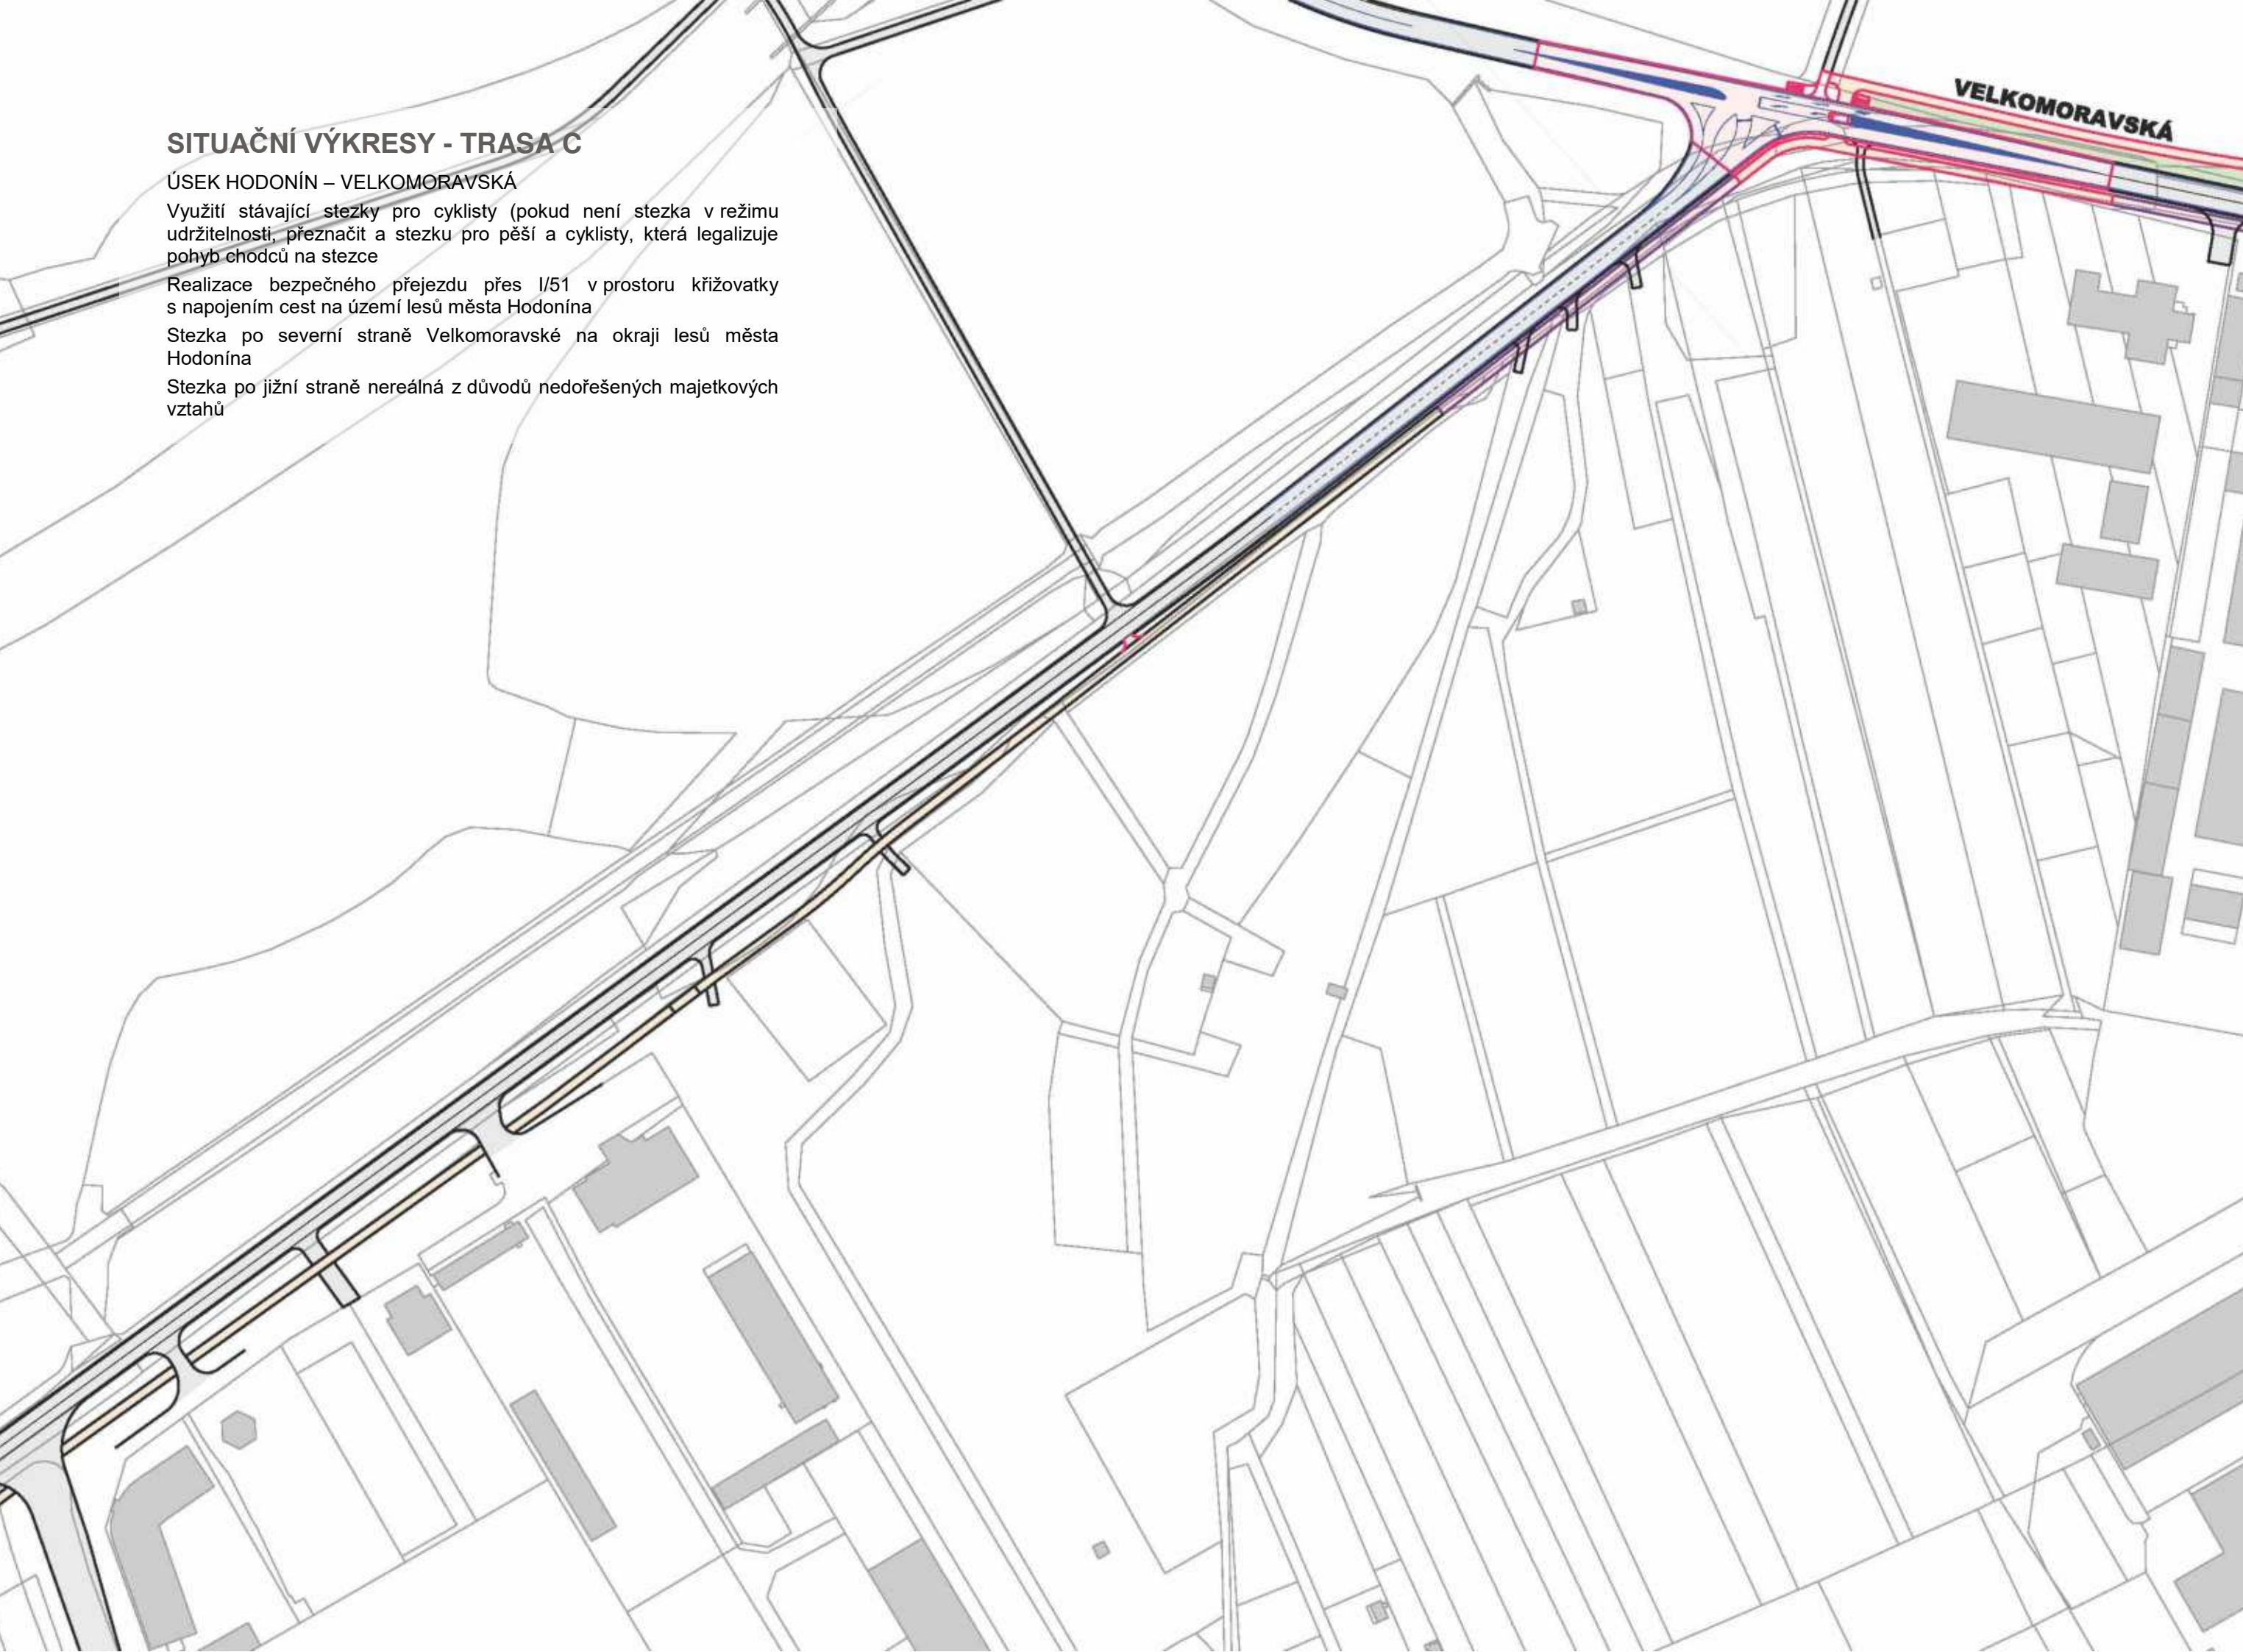 SITUAČNÍ VÝKRESY - TRASA C
ÚSEK HODONÍN – VELKOMORAVSKÁ
Využití stávající stezky pro cyklisty (pokud není stezka v režimu
udržitelnosti, přeznačit a stezku pro pěší a cyklisty, která legalizuje
pohyb chodců na stezce
Realizace bezpečného přejezdu přes I/51 v prostoru křižovatky
s napojením cest na území lesů města Hodonína
Stezka po severní straně Velkomoravské na okraji lesů města
Hodonína
Stezka po jižní straně nereálná z důvodů nedořešených majetkových
vztahů
VELKOMORAVSKÁ